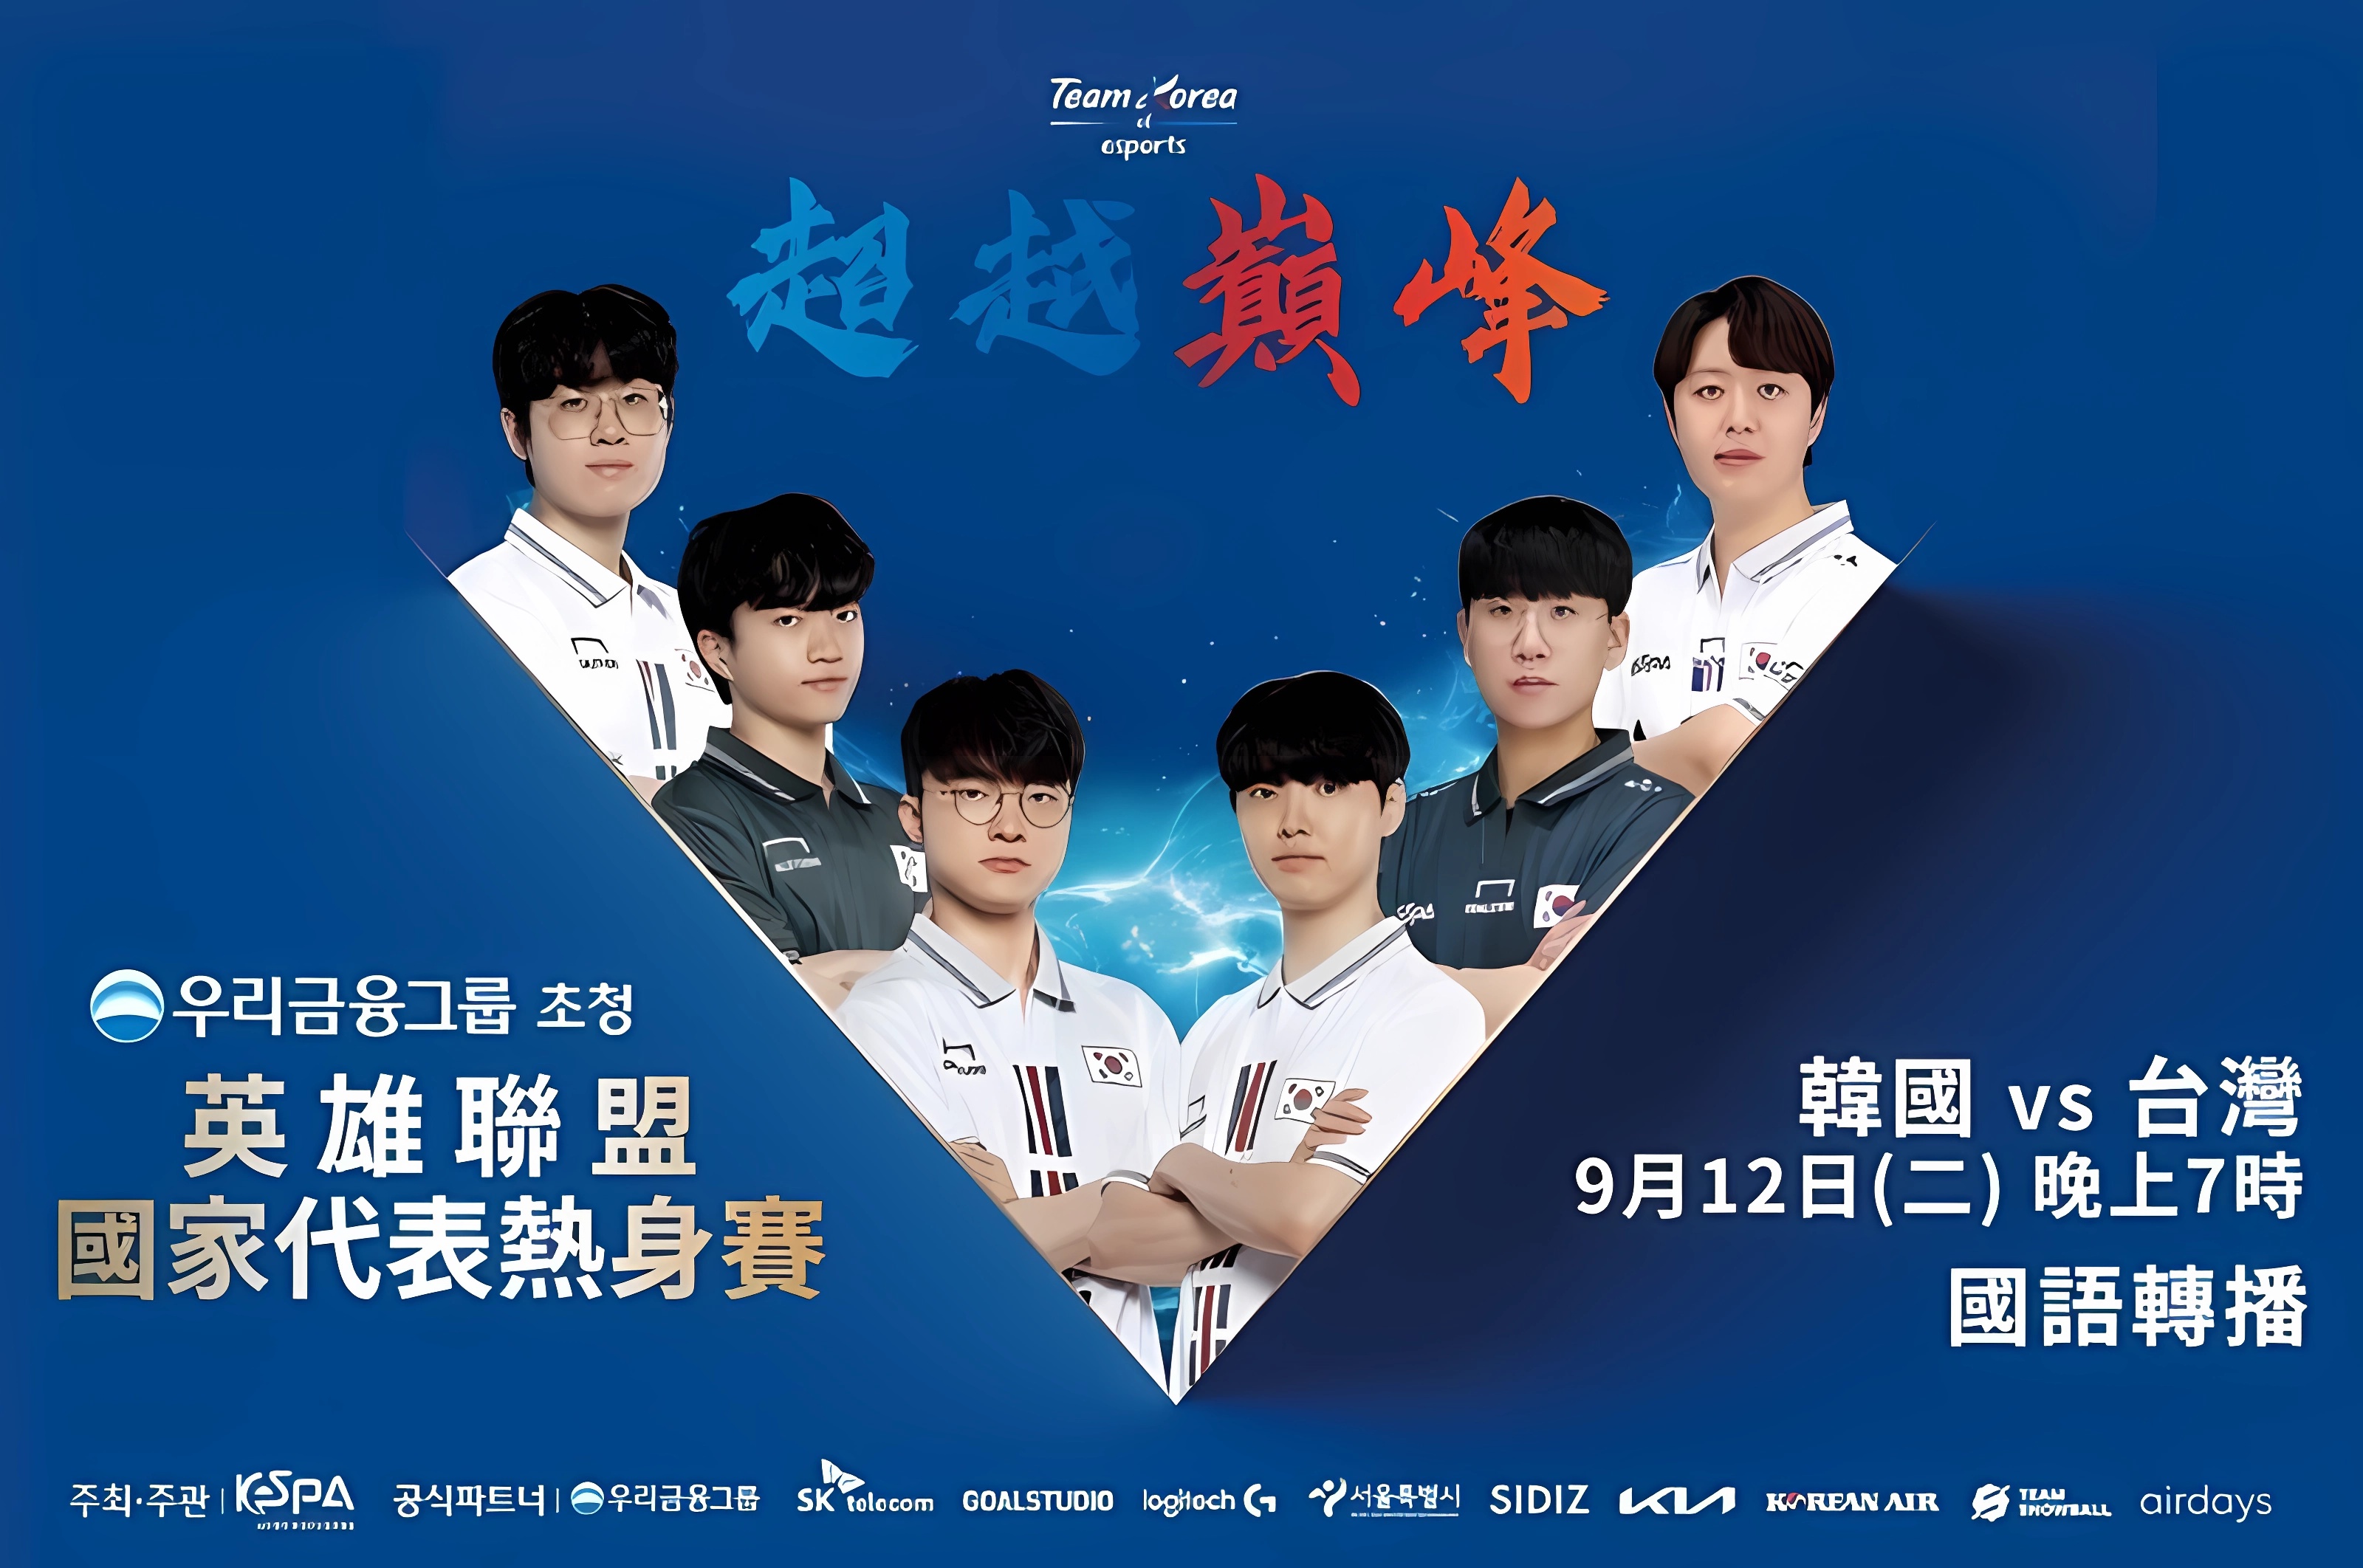 Team Korea
of
esports
超越巔峰
우리금융그룹 초청
英雄聯盟
國家代表熱身賽
韓國 vs 台灣
9月12日(二) 晚上7時
國語轉播
주최·주관 | KeSPA 공식파트너 | 우리금융그룹 SK telecom GOALSTUDIO logitech G 서울특별시 SIDIZ KIA KOREAN AIR TEAM SNOWBALL airdays